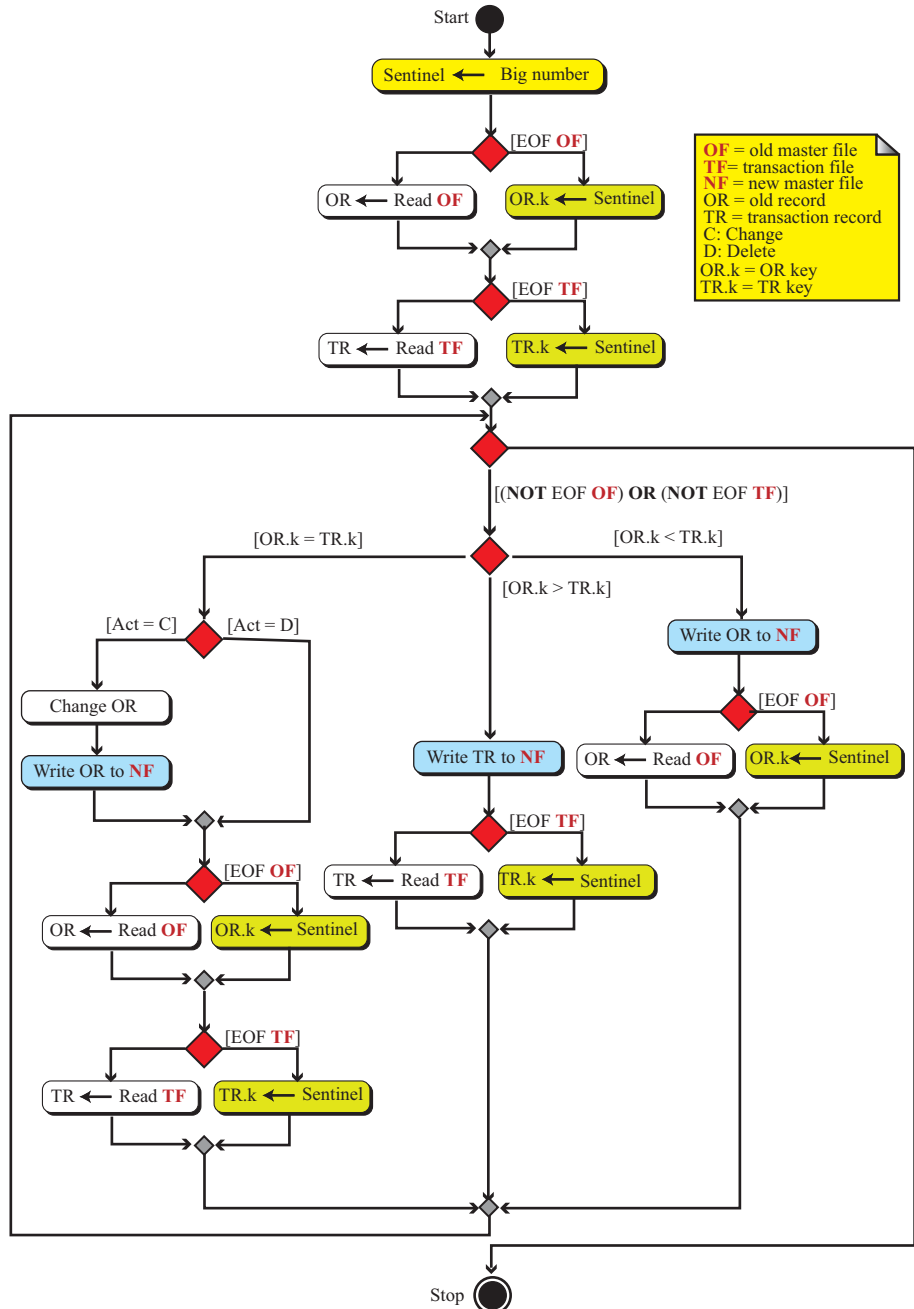 Start
Sentinel ← Big number
[EOF OF]
OR ← Read OF
OR.k ← Sentinel
OF = old master file
TF= transaction file
NF = new master file
OR = old record
TR = transaction record
C: Change
D: Delete
OR.k = OR key
TR.k = TR key
[EOF TF]
TR ← Read TF
TR.k ← Sentinel
[(NOT EOF OF) OR (NOT EOF TF)]
[OR.k = TR.k]
[OR.k > TR.k]
[OR.k < TR.k]
[Act = C]
[Act = D]
Change OR
Write OR to NF
[EOF OF]
OR ← Read OF
OR.k ← Sentinel
[EOF TF]
TR ← Read TF
TR.k ← Sentinel
Write TR to NF
[EOF TF]
TR ← Read TF
TR.k ← Sentinel
Write OR to NF
[EOF OF]
OR ← Read OF
OR.k ← Sentinel
Stop